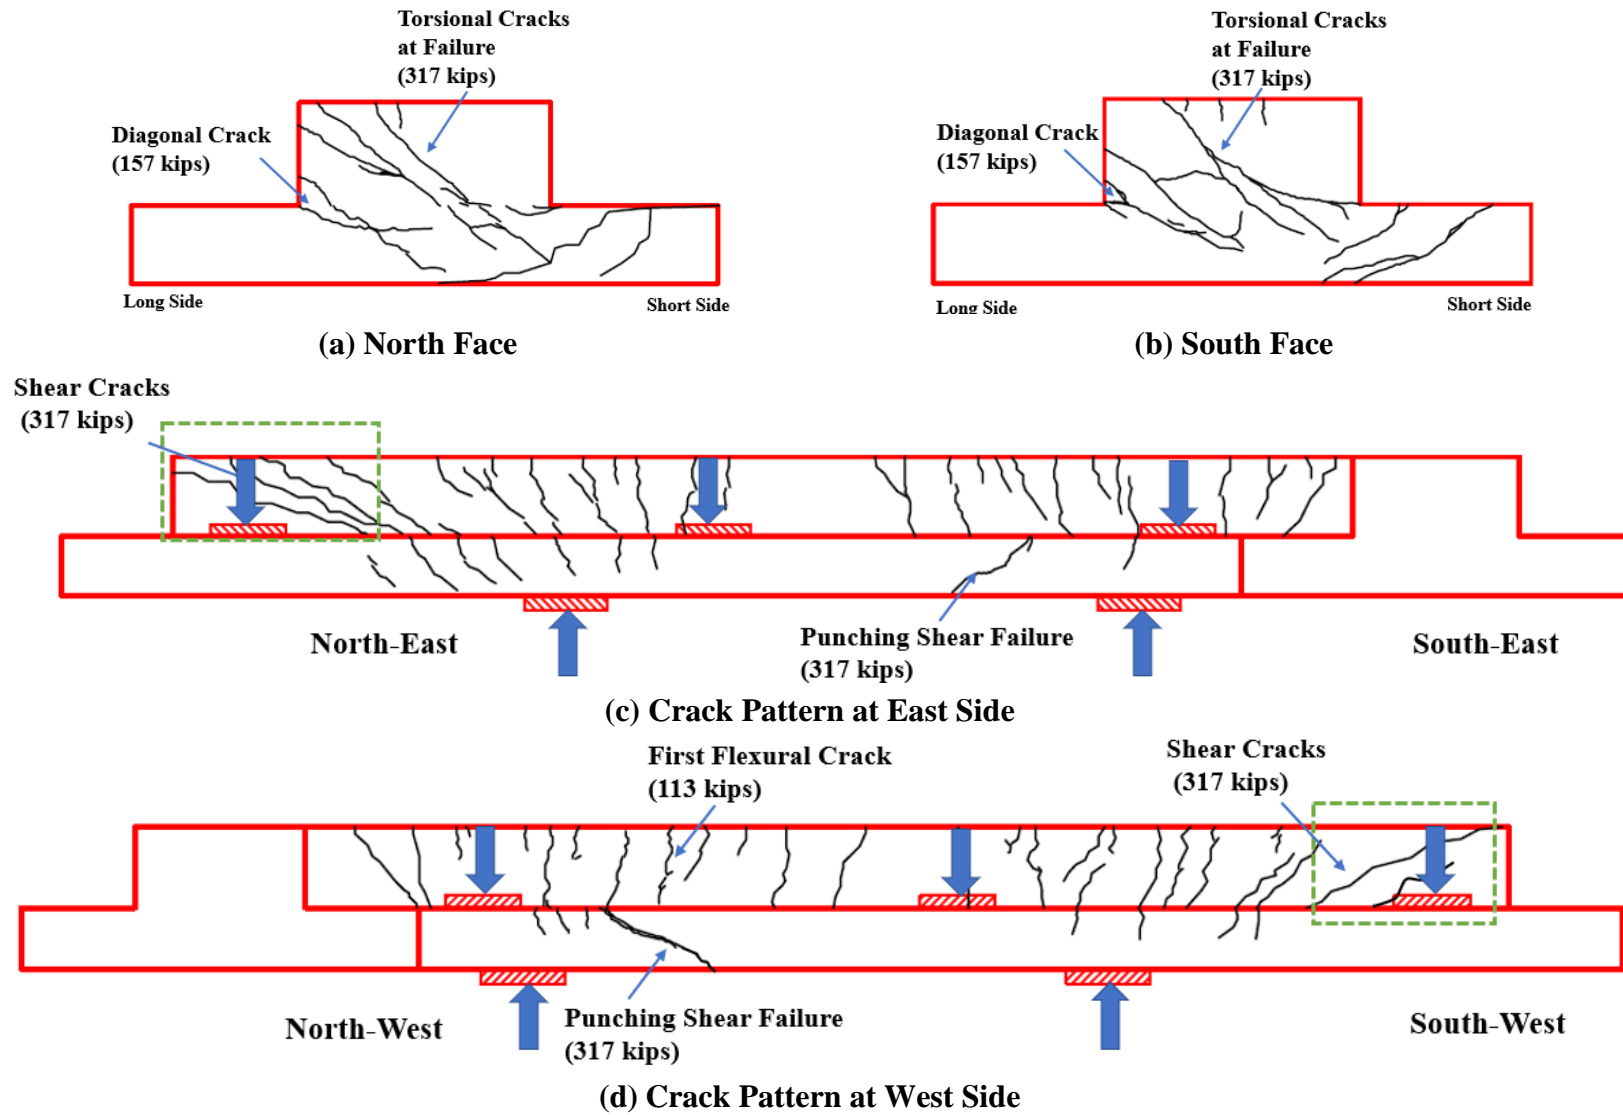 Torsional Cracks
at Failure
(317 kips)
Diagonal Crack
(157 kips)
Long Side
Short Side
(a) North Face
Torsional Cracks
at Failure
(317 kips)
Diagonal Crack
(157 kips)
Long Side
Short Side
(b) South Face
Shear Cracks
(317 kips)
North-East
Punching Shear Failure
(317 kips)
South-East
(c) Crack Pattern at East Side
First Flexural Crack
(113 kips)
Shear Cracks
(317 kips)
North-West
Punching Shear Failure
(317 kips)
South-West
(d) Crack Pattern at West Side